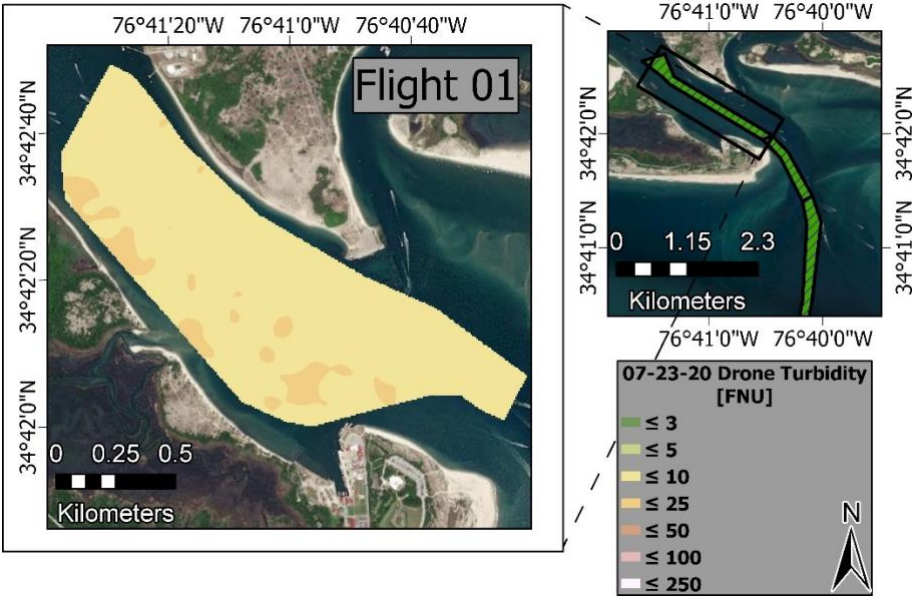 76°41'20"W 76°41'0"W 76°40'40"W
Flight 01
34°42'40"N
34°42'20"N
34°42'0"N
0 0.25 0.5
Kilometers
76°41'0"W 76°40'0"W
34°42'0"N
34°42'0"N
34°41'0"N
34°41'0"N
0 1.15 2.3
Kilometers
76°41'0"W 76°40'0"W
07-23-20 Drone Turbidity
[FNU]
≤ 3
≤ 5
≤ 10
≤ 25
≤ 50
≤ 100
≤ 250
N